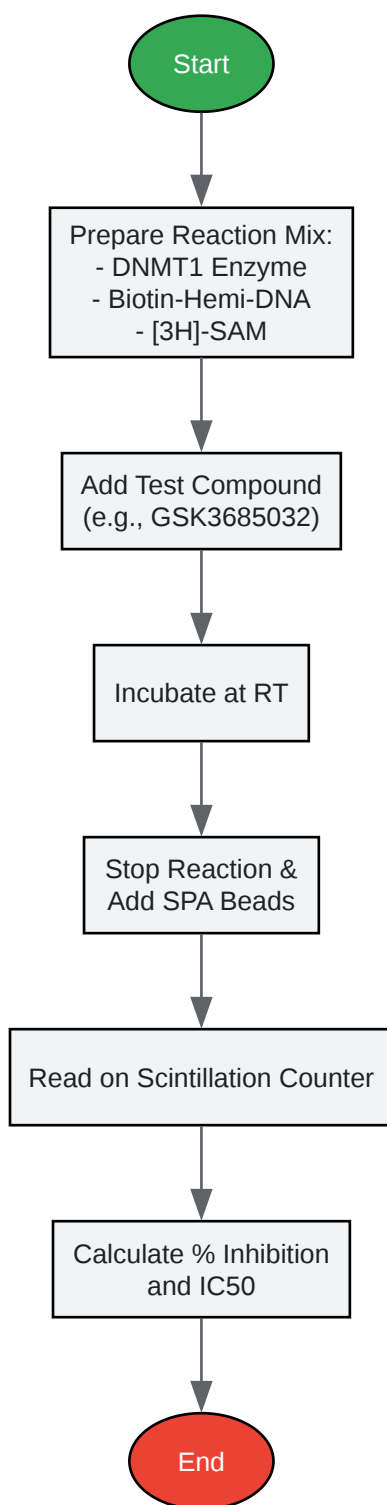 Start
Prepare Reaction Mix:
- DNMT1 Enzyme
- Biotin-Hemi-DNA
- [3H]-SAM
Add Test Compound
(e.g., GSK3685032)
Incubate at RT
Stop Reaction &
Add SPA Beads
Read on Scintillation Counter
Calculate % Inhibition
and IC50
End